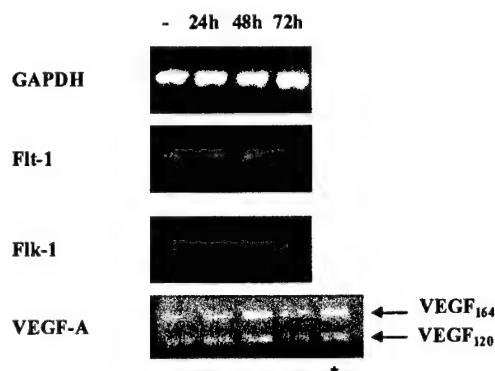 - 24h 48h 72h
GAPDH
Flt-1
Flk-1
VEGF-A
VEGF164
VEGF120
*